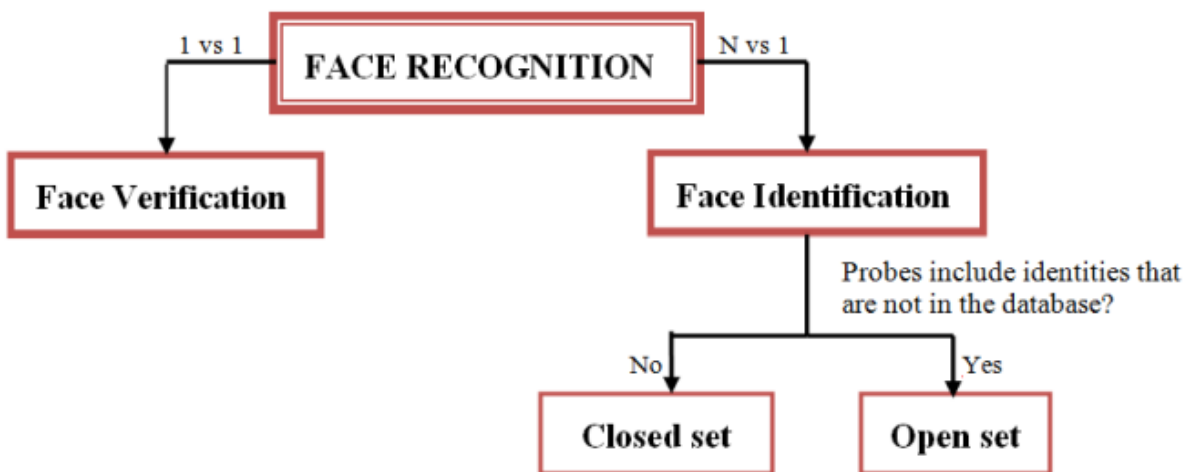 1 vs 1
FACE RECOGNITION
N vs 1
Face Verification
Face Identification
Probes include identities that
are not in the database?
No
Yes
Closed set
Open set